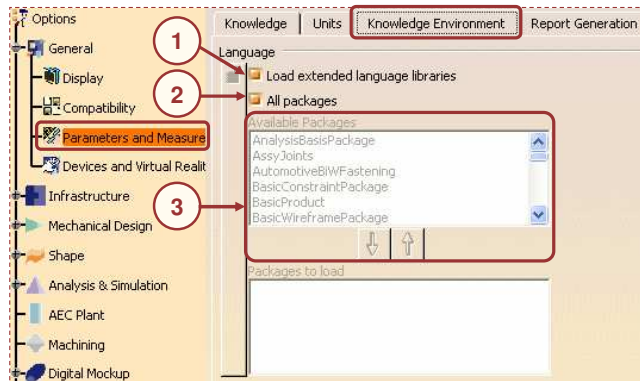 Options
General
Display
Compatibility
Parameters and Measure
Devices and Virtual Realit
Infrastructure
Mechanical Design
Shape
Analysis & Simulation
AEC Plant
Machining
Digital Mockup
Knowledge Units Knowledge Environment Report Generation
Language
1
Load extended language libraries
2
All packages
3
Available Packages
AnalysisBasisPackage
AssyJoints
AutomotiveBIWFastening
BasicConstraintPackage
BasicProduct
BasicWireframePackage
Packages to load